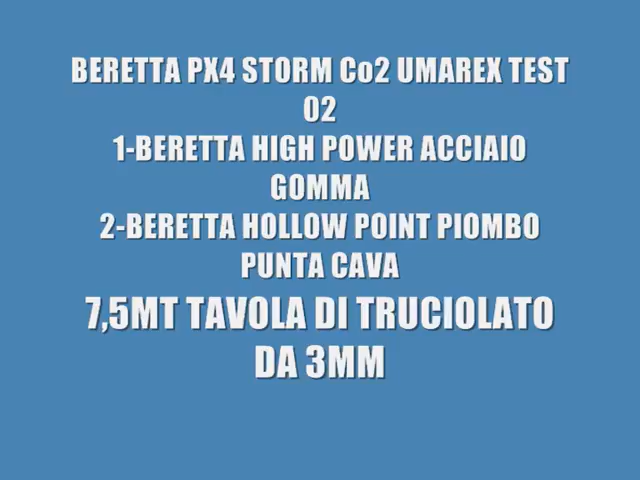 BERETTA PX4 STORM Co2 UMAREX TEST
02
1-BERETTA HIGH POWER ACCIAIO
GOMMA
2-BERETTA HOLLOW POINT PIOMBO
PUNTA CAVA
7,5MT TAVOLA DI TRUCIOLATO
DA 3MM